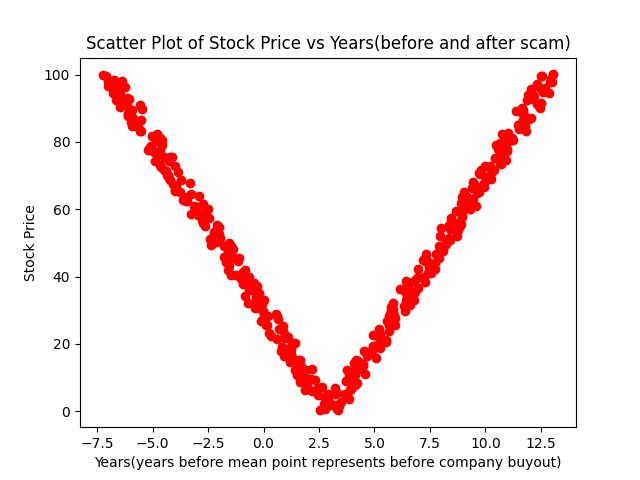 Scatter Plot of Stock Price vs Years(before and after scam)
100
80
60
40
20
0
Stock Price
−7.5 −5.0 −2.5 0.0 2.5 5.0 7.5 10.0 12.5
Years(years before mean point represents before company buyout)